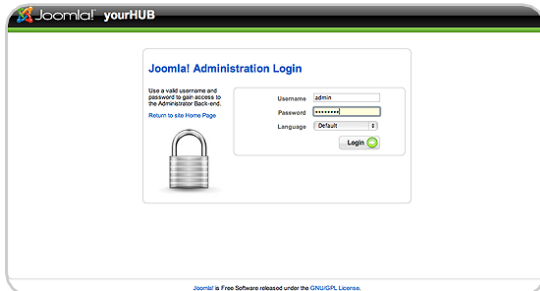 Joomla! yourHUB
Joomla! Administration Login
Use a valid username and
password to gain access to
the Administrator Back-end.
Return to site Home Page
Username admin
Password ••••••••
Language Default
Login
Joomla! is Free Software released under the GNU/GPL License.